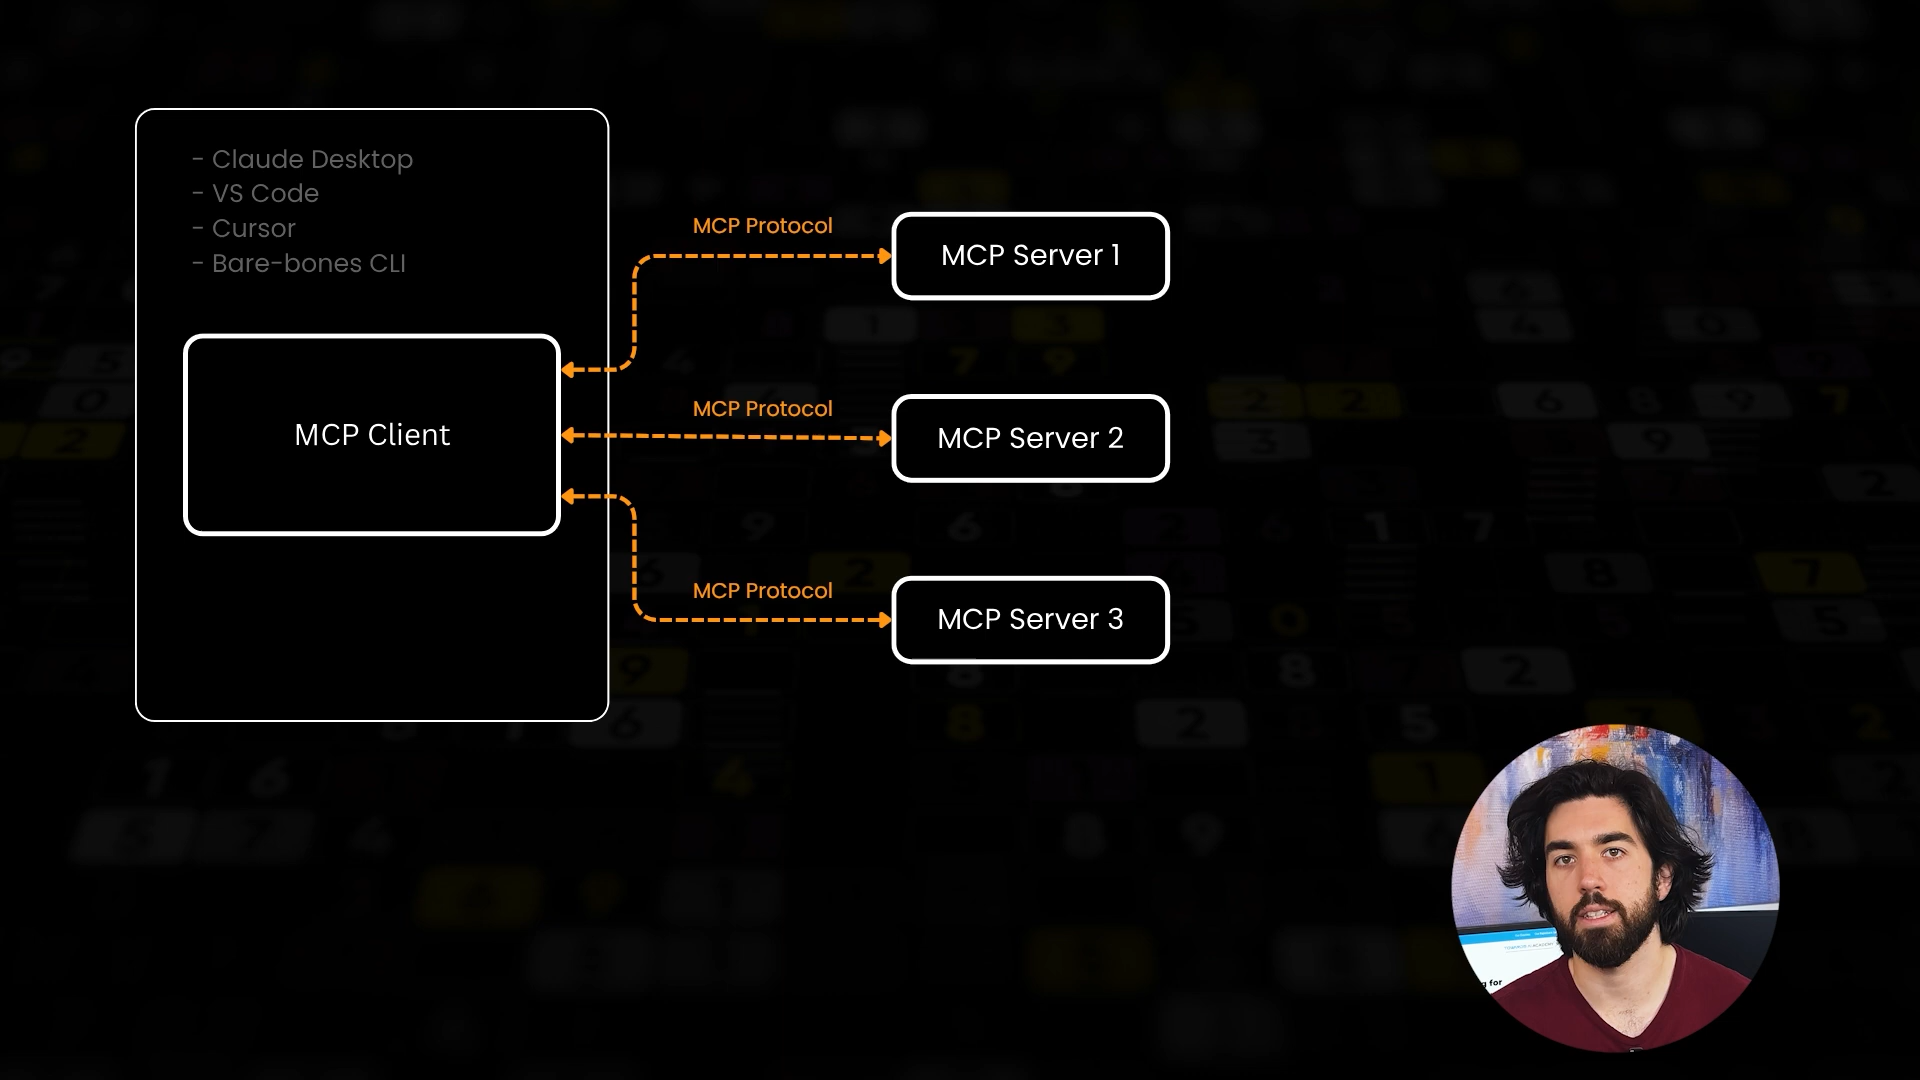 - Claude Desktop
- VS Code
- Cursor
- Bare-bones CLI
MCP Client
MCP Protocol
MCP Server 1
MCP Protocol
MCP Server 2
MCP Protocol
MCP Server 3
g for